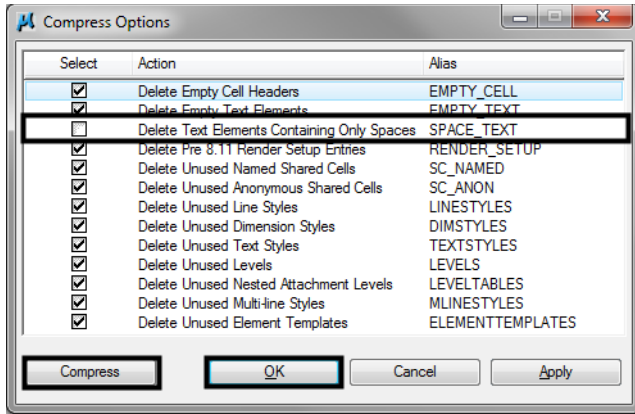 Compress Options
Select Action Alias
Delete Empty Cell Headers EMPTY_CELL
Delete Empty Text Elements EMPTY_TEXT
Delete Text Elements Containing Only Spaces SPACE_TEXT
Delete Pre 8.11 Render Setup Entries RENDER_SETUP
Delete Unused Named Shared Cells SC_NAMED
Delete Unused Anonymous Shared Cells SC_ANON
Delete Unused Line Styles LINESTYLES
Delete Unused Dimension Styles DIMSTYLES
Delete Unused Text Styles TEXTSTYLES
Delete Unused Levels LEVELS
Delete Unused Nested Attachment Levels LEVELTABLES
Delete Unused Multi-line Styles MLINESTYLES
Delete Unused Element Templates ELEMENTTEMPLATES
Compress OK Cancel Apply